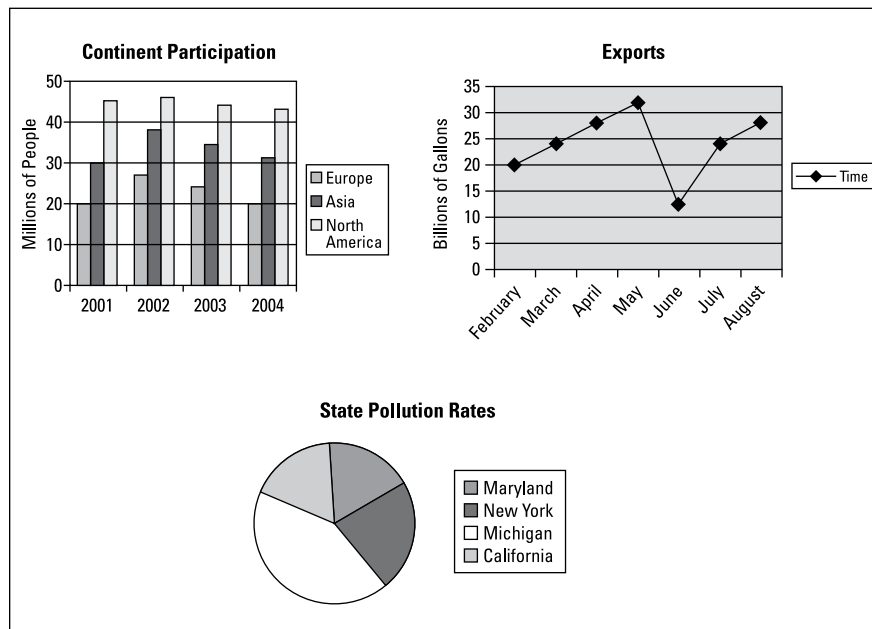 Continent Participation
50
40
30
20
10
0
Millions of People
2001
2002
2003
2004
Europe
Asia
North
America
Exports
35
30
25
20
15
10
5
0
Billions of Gallons
February
March
April
May
June
July
August
Time
State Pollution Rates
Maryland
New York
Michigan
California